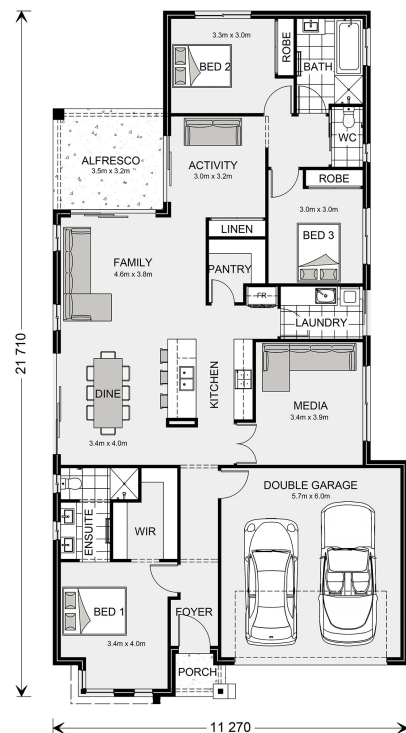 3.3m x 3.0m
BED 2
ROBE
BATH
WC
ALFRESCO
3.5m x 3.2m
ACTIVITY
3.0m x 3.2m
ROBE
3.0m x 3.0m
BED 3
LINEN
PANTRY
FAMILY
4.6m x 3.8m
FR
LAUNDRY
KITCHEN
DINE
3.4m x 4.0m
MEDIA
3.4m x 3.9m
DOUBLE GARAGE
5.7m x 6.0m
ENSUITE
WIR
BED 1
3.4m x 4.0m
FOYER
PORCH
21 710
11 270